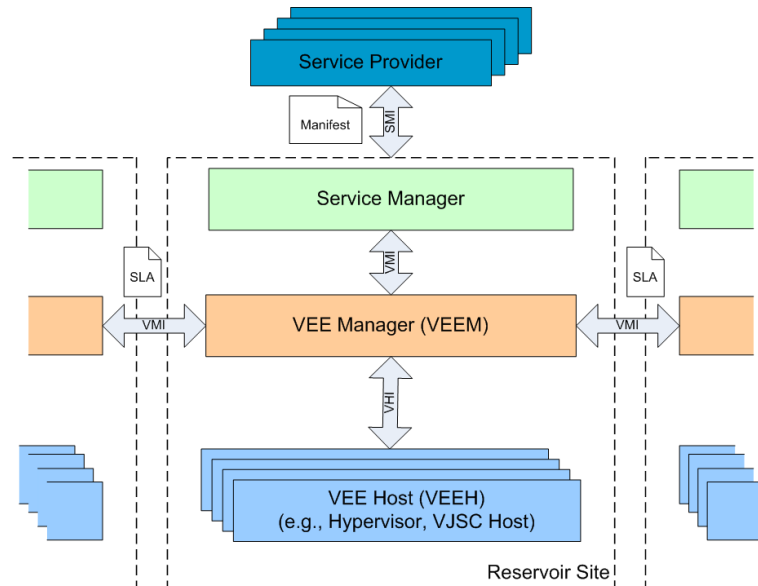 Service Provider
Manifest
SMI
Service Manager
SLA
VMI
SLA
VMI
VEE Manager (VEEM)
VMI
VHI
VEE Host (VEEH)
(e.g., Hypervisor, VJSC Host)
Reservoir Site